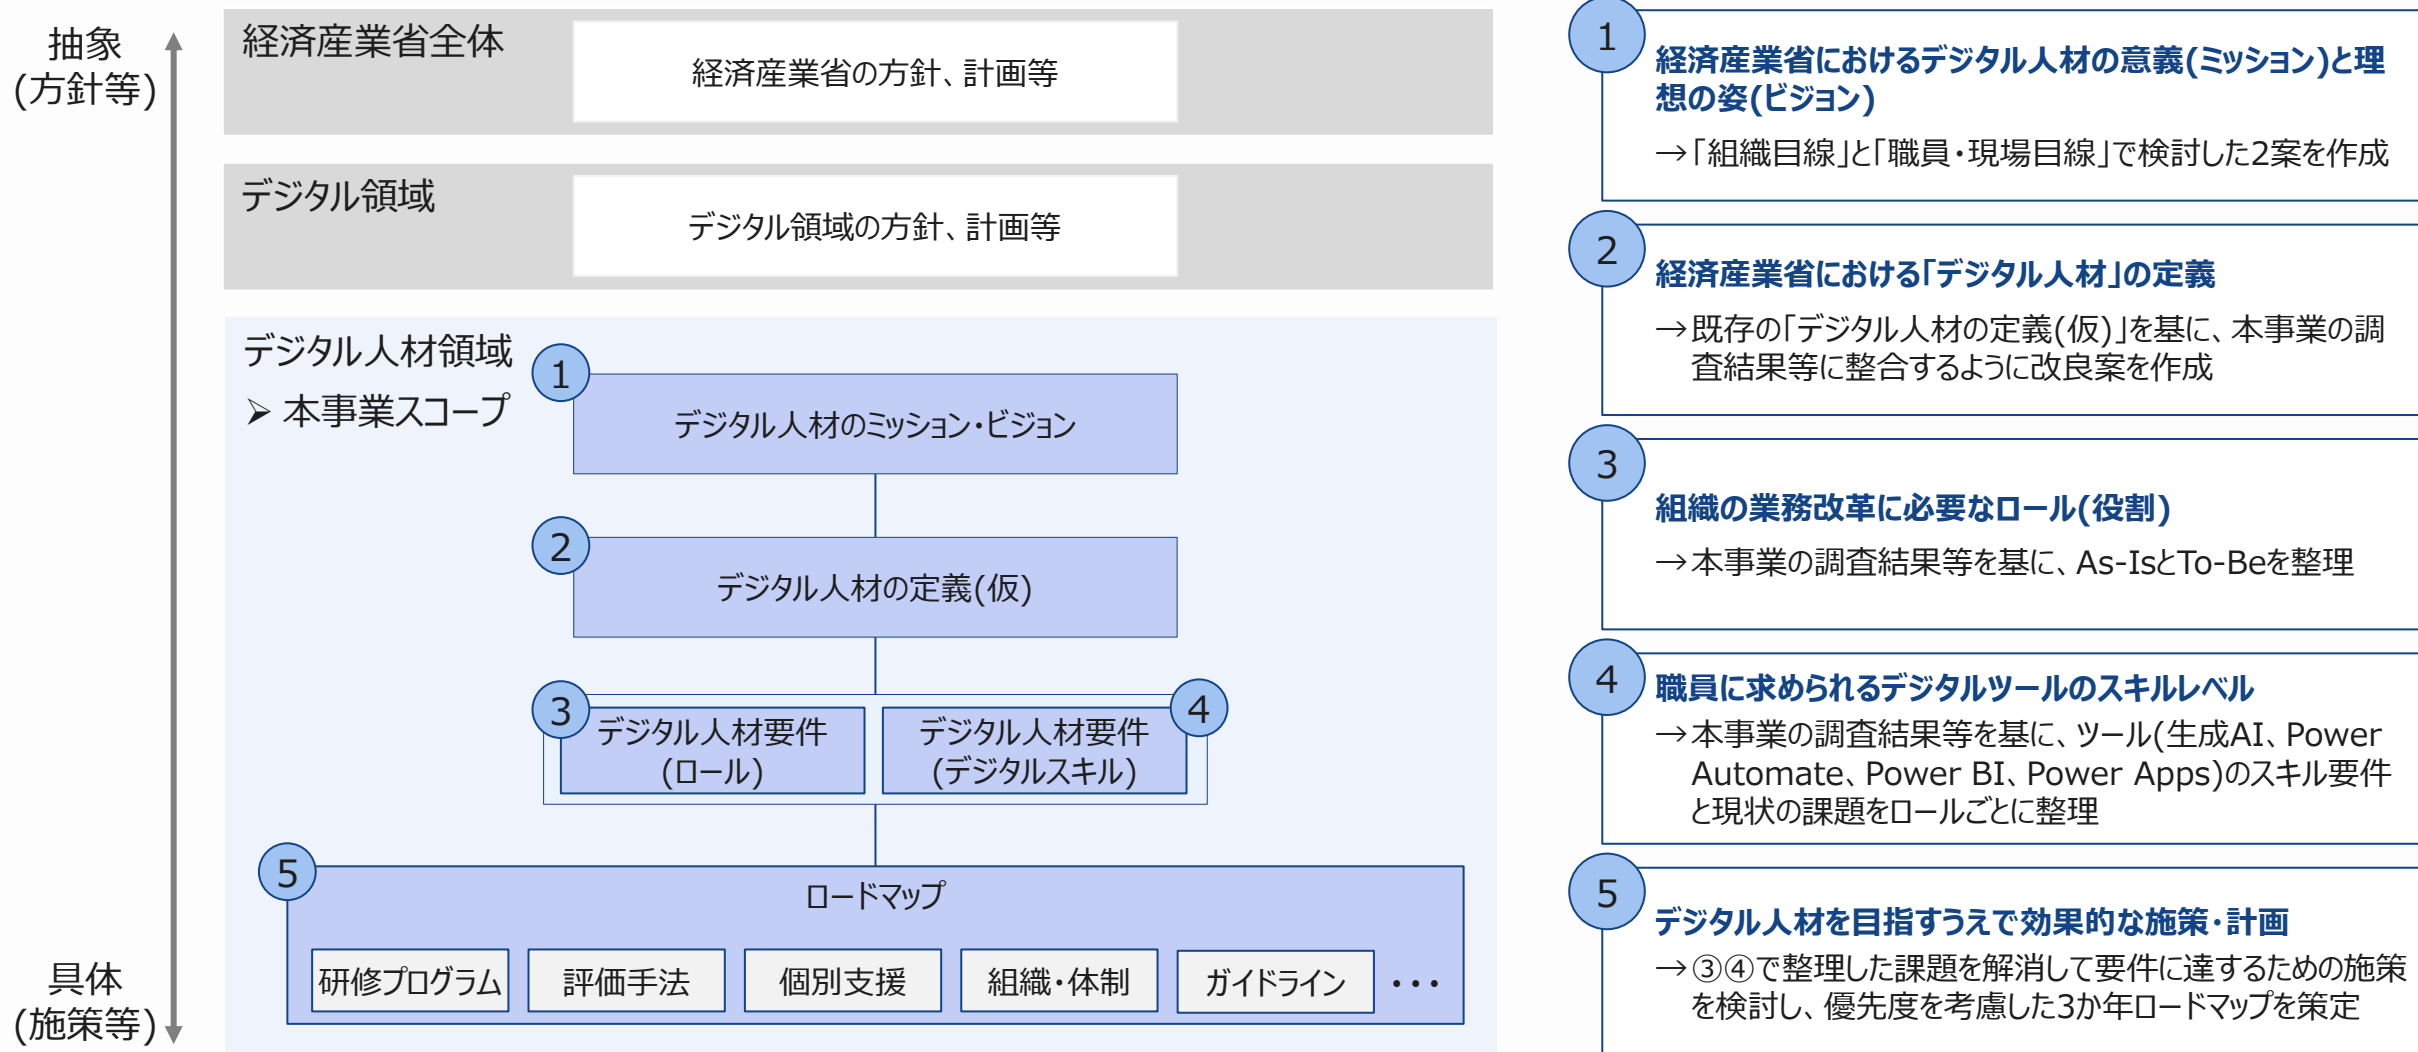 抽象
(方針等)
経済産業省全体
経済産業省の方針、計画等
デジタル領域
デジタル領域の方針、計画等
デジタル人材領域
➢ 本事業スコープ
1
デジタル人材のミッション・ビジョン
2
デジタル人材の定義(仮)
3
デジタル人材要件
(ロール)
4
デジタル人材要件
(デジタルスキル)
5
ロードマップ
研修プログラム
評価手法
個別支援
組織・体制
ガイドライン
・・・
具体
(施策等)
1
経済産業省におけるデジタル人材の意義(ミッション)と理
想の姿(ビジョン)
→「組織目線」と「職員・現場目線」で検討した2案を作成
2
経済産業省における「デジタル人材」の定義
→既存の「デジタル人材の定義(仮)」を基に、本事業の調
査結果等に整合するように改良案を作成
3
組織の業務改革に必要なロール(役割)
→本事業の調査結果等を基に、As-IsとTo-Beを整理
4
職員に求められるデジタルツールのスキルレベル
→本事業の調査結果等を基に、ツール(生成AI、Power
Automate、Power BI、Power Apps)のスキル要件
と現状の課題をロールごとに整理
5
デジタル人材を目指すうえで効果的な施策・計画
→③④で整理した課題を解消して要件に達するための施策
を検討し、優先度を考慮した3か年ロードマップを策定